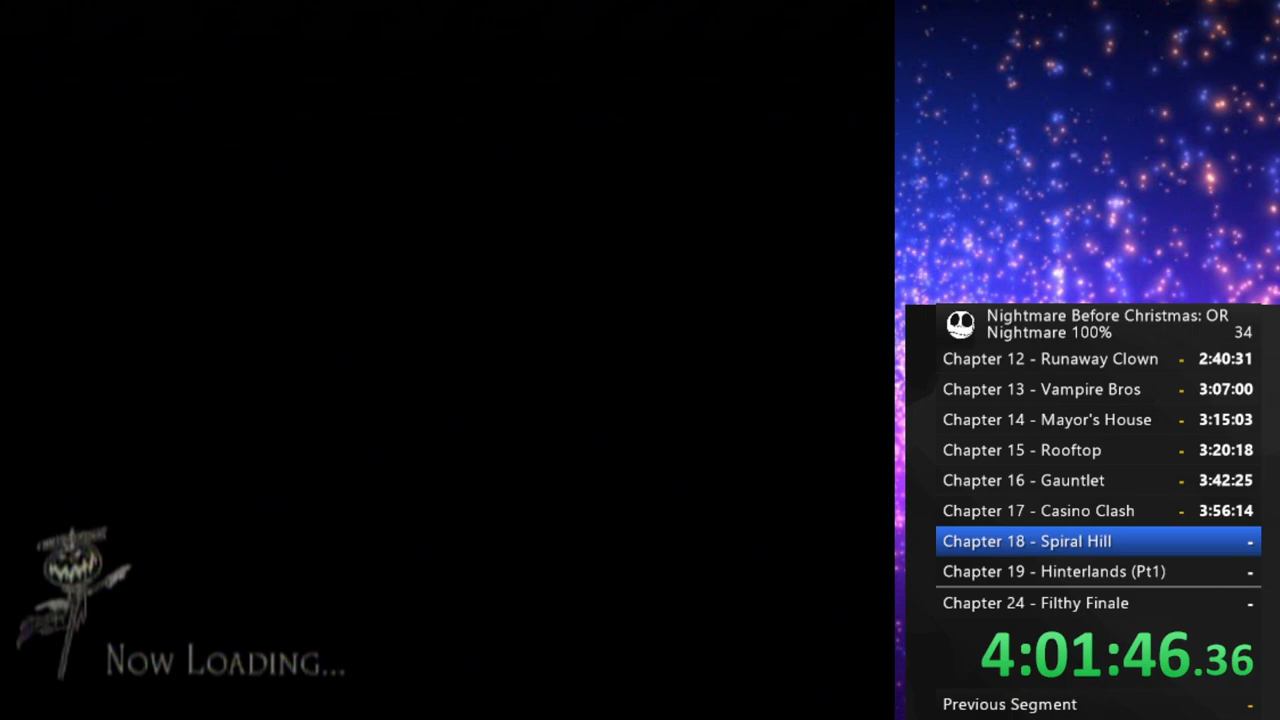 Nightmare Before Christmas: OR
Nightmare 100% 34
Chapter 12 - Runaway Clown - 2:40:31
Chapter 13 - Vampire Bros - 3:07:00
Chapter 14 - Mayor's House - 3:15:03
Chapter 15 - Rooftop - 3:20:18
Chapter 16 - Gauntlet - 3:42:25
Chapter 17 - Casino Clash - 3:56:14
Chapter 18 - Spiral Hill -
Chapter 19 - Hinterlands (Pt1) -
Chapter 24 - Filthy Finale -
4:01:46.36
Previous Segment -
Now Loading...